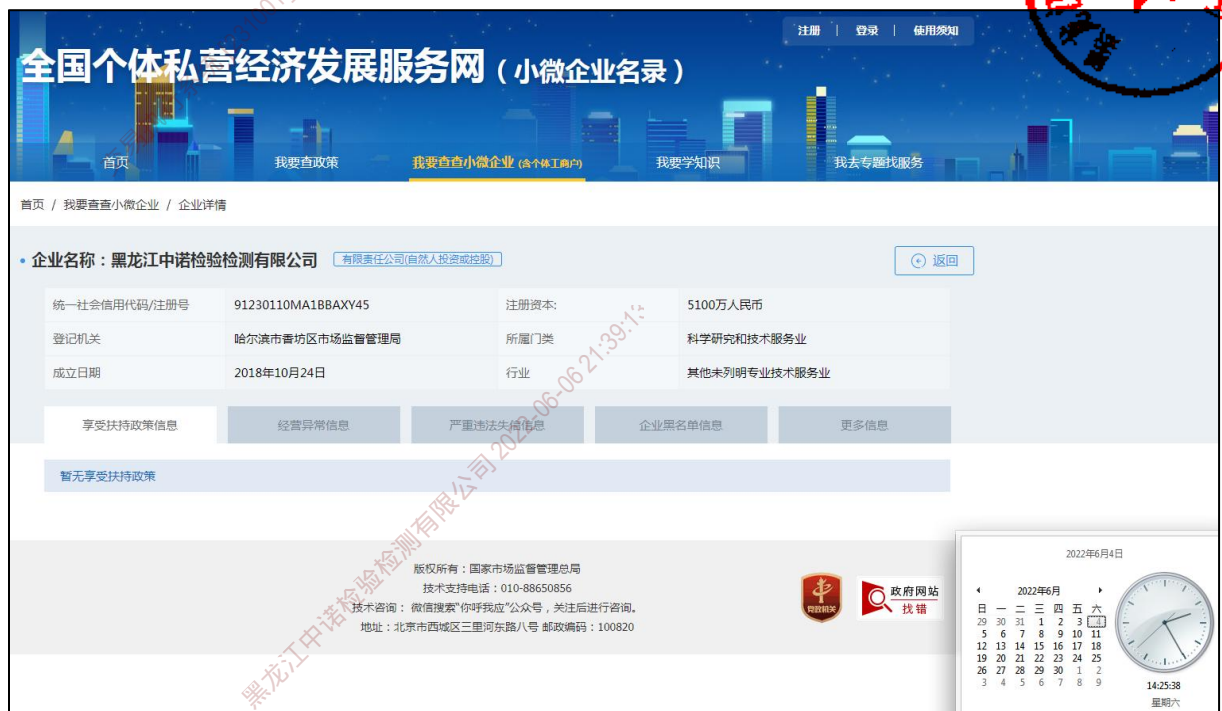 注册 | 登录 | 使用须知
全国个体私营经济发展服务网（小微企业名录）
首页 我要查政策 我要查查小微企业 (含个体工商户) 我要学知识 我去专题找服务
首页 / 我要查查小微企业 / 企业详情
• 企业名称：黑龙江中诺检验检测有限公司 有限责任公司(自然人投资或控股) 返回
统一社会信用代码/注册号 91230110MA1BBAXY45 注册资本: 5100万人民币
登记机关 哈尔滨市香坊区市场监督管理局 所属门类 科学研究和技术服务业
成立日期 2018年10月24日 行业 其他未列明专业技术服务业
享受扶持政策信息 经营异常信息 严重违法失信信息 企业黑名单信息 更多信息
暂无享受扶持政策
版权所有：国家市场监督管理总局
技术支持电话：010-88650856
技术咨询： 微信搜索"你呼我应"公众号，关注后进行咨询。
地址：北京市西城区三里河东路八号 邮政编码：100820
党政机关
政府网站
找错
2022年6月4日
2022年6月
日 一 二 三 四 五 六
29 30 31 1 2 3 4
5 6 7 8 9 10 11
12 13 14 15 16 17 18
19 20 21 22 23 24 25
26 27 28 29 30 1 2
3 4 5 6 7 8 9
14:25:38
星期六
黑龙江中诺检验检测有限公司 2022-06-06 21:39:1